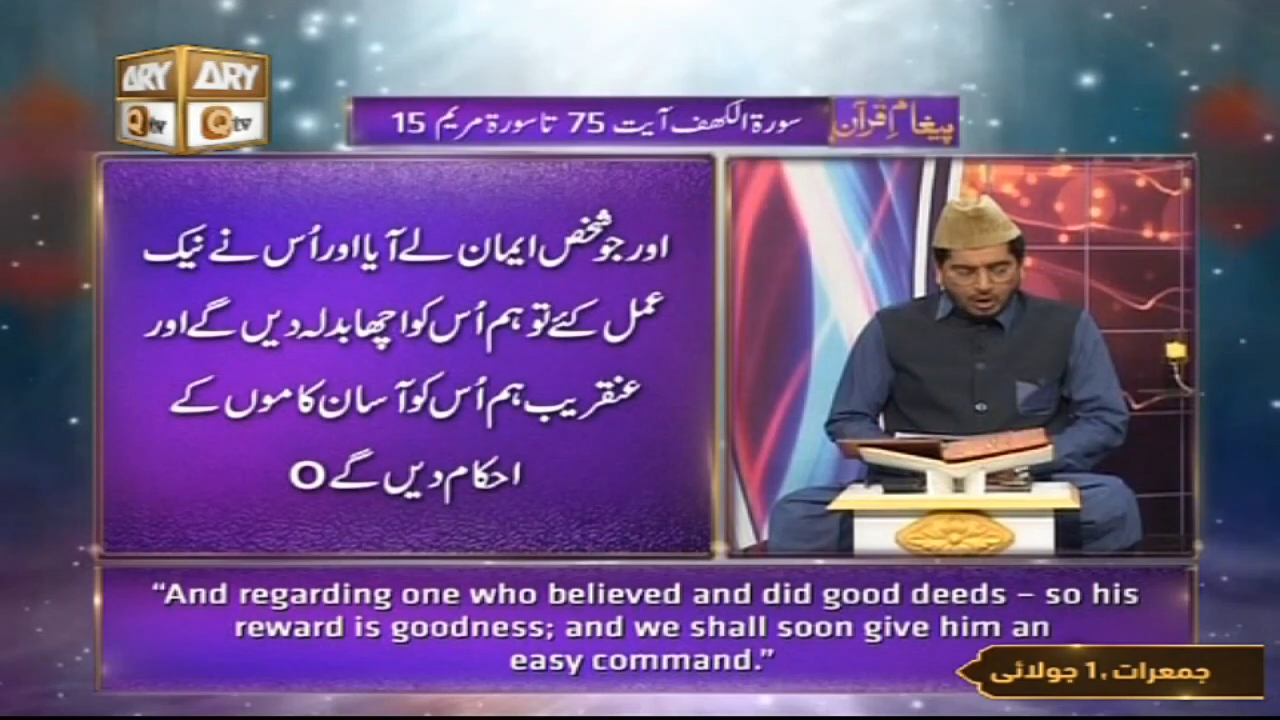 ARY ARY
Qtv Qtv
پیغامِ قرآن
سورۃ الکھف آیت 75 تا سورۃ مریم 15
اور جو شخص ایمان لے آیا اور اُس نے نیک
عمل کئے تو ہم اُس کو اچھا بدلہ دیں گے اور
عنقریب ہم اُس کو آسان کاموں کے
احکام دیں گے O
“And regarding one who believed and did good deeds – so his
reward is goodness; and we shall soon give him an
easy command.”
جمعرات، 1 جولائی